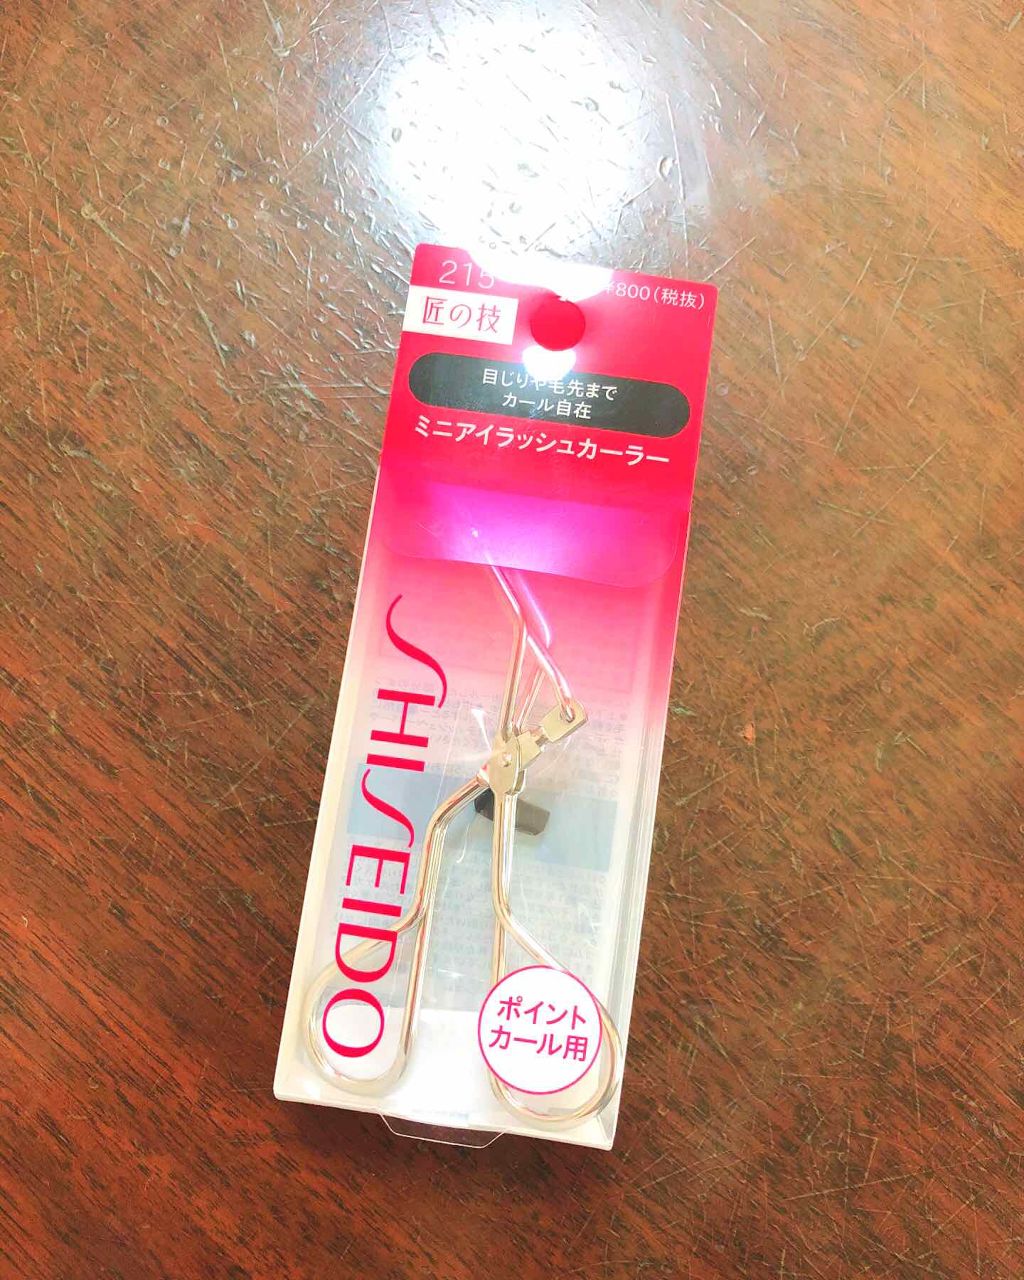 215
¥800(税抜)
匠の技
目じりや毛先まで
カール自在
ミニアイラッシュカーラー
SHISEIDO
ポイント
カール用